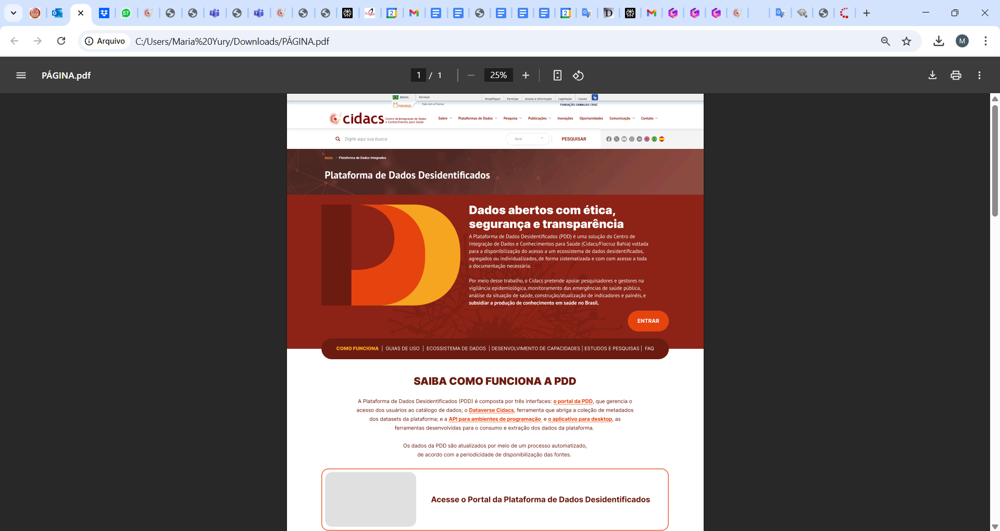 57
2
2
D
Arquivo
C:/Users/Maria%20Yury/Downloads/PÁGINA.pdf
M
PÁGINA.pdf
1 / 1
25%
BRASIL
Serviços
Simplifique!
Participe
Acesso à informação
Legislação
Canais
FIOCRUZ
Fale com a Fiocruz
FUNDAÇÃO OSWALDO CRUZ
cidacs
Centro de Integração de Dados
e Conhecimentos para Saúde
Sobre
Plataformas de Dados
Pesquisa
Publicações
Inovações
Oportunidades
Comunicação
Contato
Digite aqui sua busca
Geral
PESQUISAR
Início > Plataforma de Dados Integrados
Plataforma de Dados Desidentificados
Dados abertos com ética,
segurança e transparência
A Plataforma de Dados Desidentificados (PDD) é uma solução do Centro de
Integração de Dados e Conhecimentos para Saúde (Cidacs/Fiocruz Bahia) voltada
para a disponibilização do acesso a um ecossistema de dados desidentificados,
agregados ou individualizados, de forma sistematizada e com com acesso a toda
a documentação necessária.
Por meio desse trabalho, o Cidacs pretende apoiar pesquisadores e gestores na
vigilância epidemiológica, monitoramento das emergências de saúde pública,
análise da situação de saúde, construção/atualização de indicadores e painéis, e
subsidiar a produção de conhecimento em saúde no Brasil.
ENTRAR
COMO FUNCIONA | GUIAS DE USO | ECOSSISTEMA DE DADOS | DESENVOLVIMENTO DE CAPACIDADES | ESTUDOS E PESQUISAS | FAQ
SAIBA COMO FUNCIONA A PDD
A Plataforma de Dados Desidentificados (PDD) é composta por três interfaces: o portal da PDD, que gerencia o
acesso dos usuários ao catálogo de dados; o Dataverse Cidacs, ferramenta que abriga a coleção de metadados
dos datasets da plataforma; e a API para ambientes de programação e o aplicativo para desktop, as
ferramentas desenvolvidas para o consumo e extração dos dados da plataforma.
Os dados da PDD são atualizados por meio de um processo automatizado,
de acordo com a periodicidade de disponibilização das fontes.
Acesse o Portal da Plataforma de Dados Desidentificados